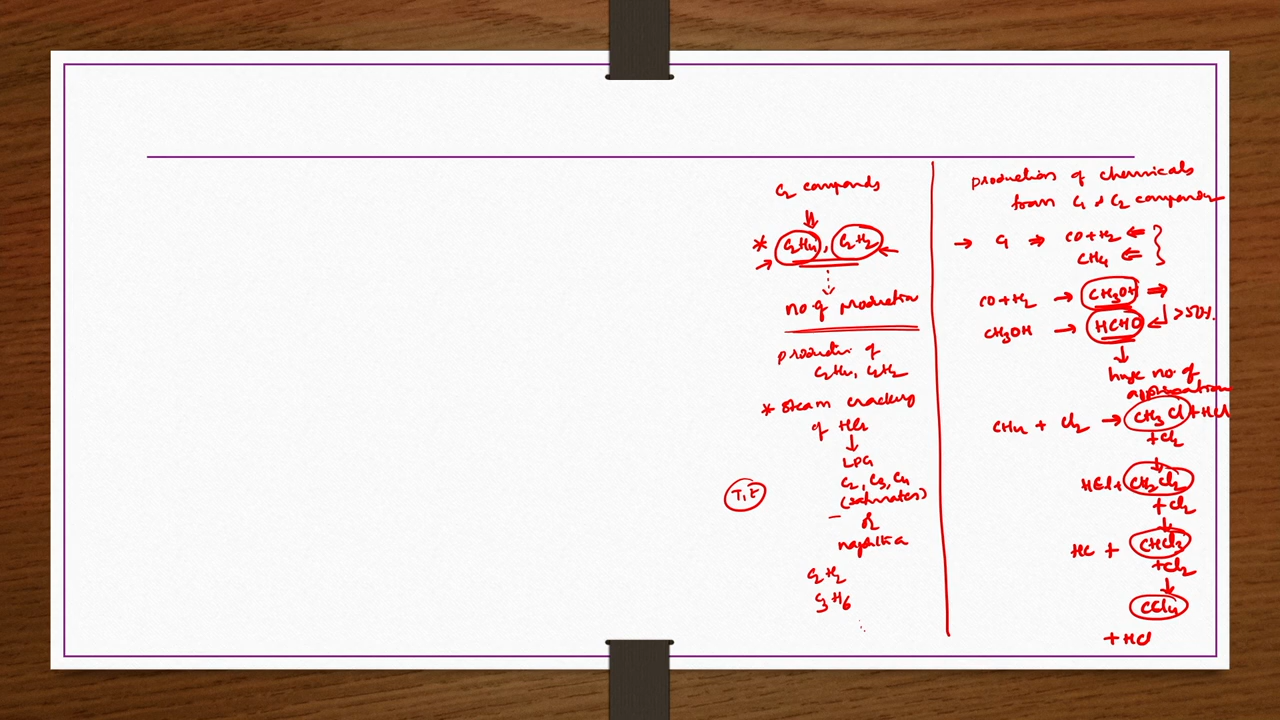 production of chemicals
from C1 & C2 compounds
→ C1 ⇒ CO+H2 ⇐
CH4 ⇐
CO+H2 → CH3OH ⇒
CH3OH → HCHO ← >50%
↓
huge no. of
applications
CH4 + Cl2 → CH3Cl + HCl
+Cl2
↓
HCl + CH2Cl2
+Cl2
↓
HCl + CHCl3
+Cl2
↓
CCl4
+HCl
C2 compounds
⇓
* C2H4, C2H2
no. of production
production of
C2H4, C2H2
* Steam cracking
of HCs
↓
LPG
C2, C3, C4
(saturates)
or
naphtha
T,τ
C2H2
C3H6